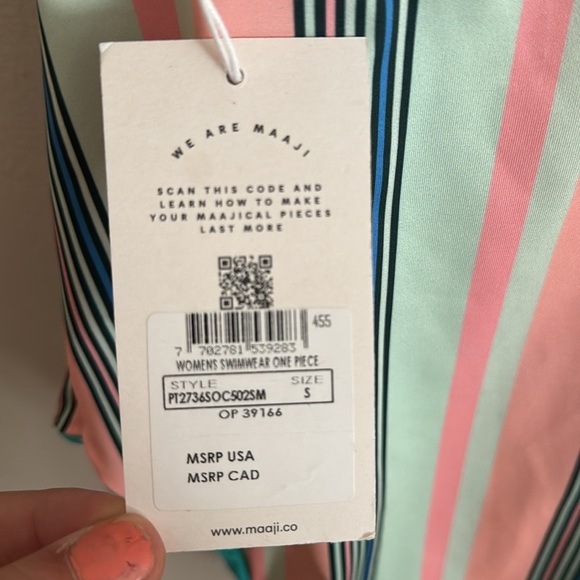 WE ARE MAAJI
SCAN THIS CODE AND
LEARN HOW TO MAKE
YOUR MAAJICAL PIECES
LAST MORE
455
7 702781 539283
WOMENS SWIMWEAR ONE PIECE
STYLE SIZE
PT2736SOC502SM S
OP 39166
MSRP USA
MSRP CAD
www.maaji.co